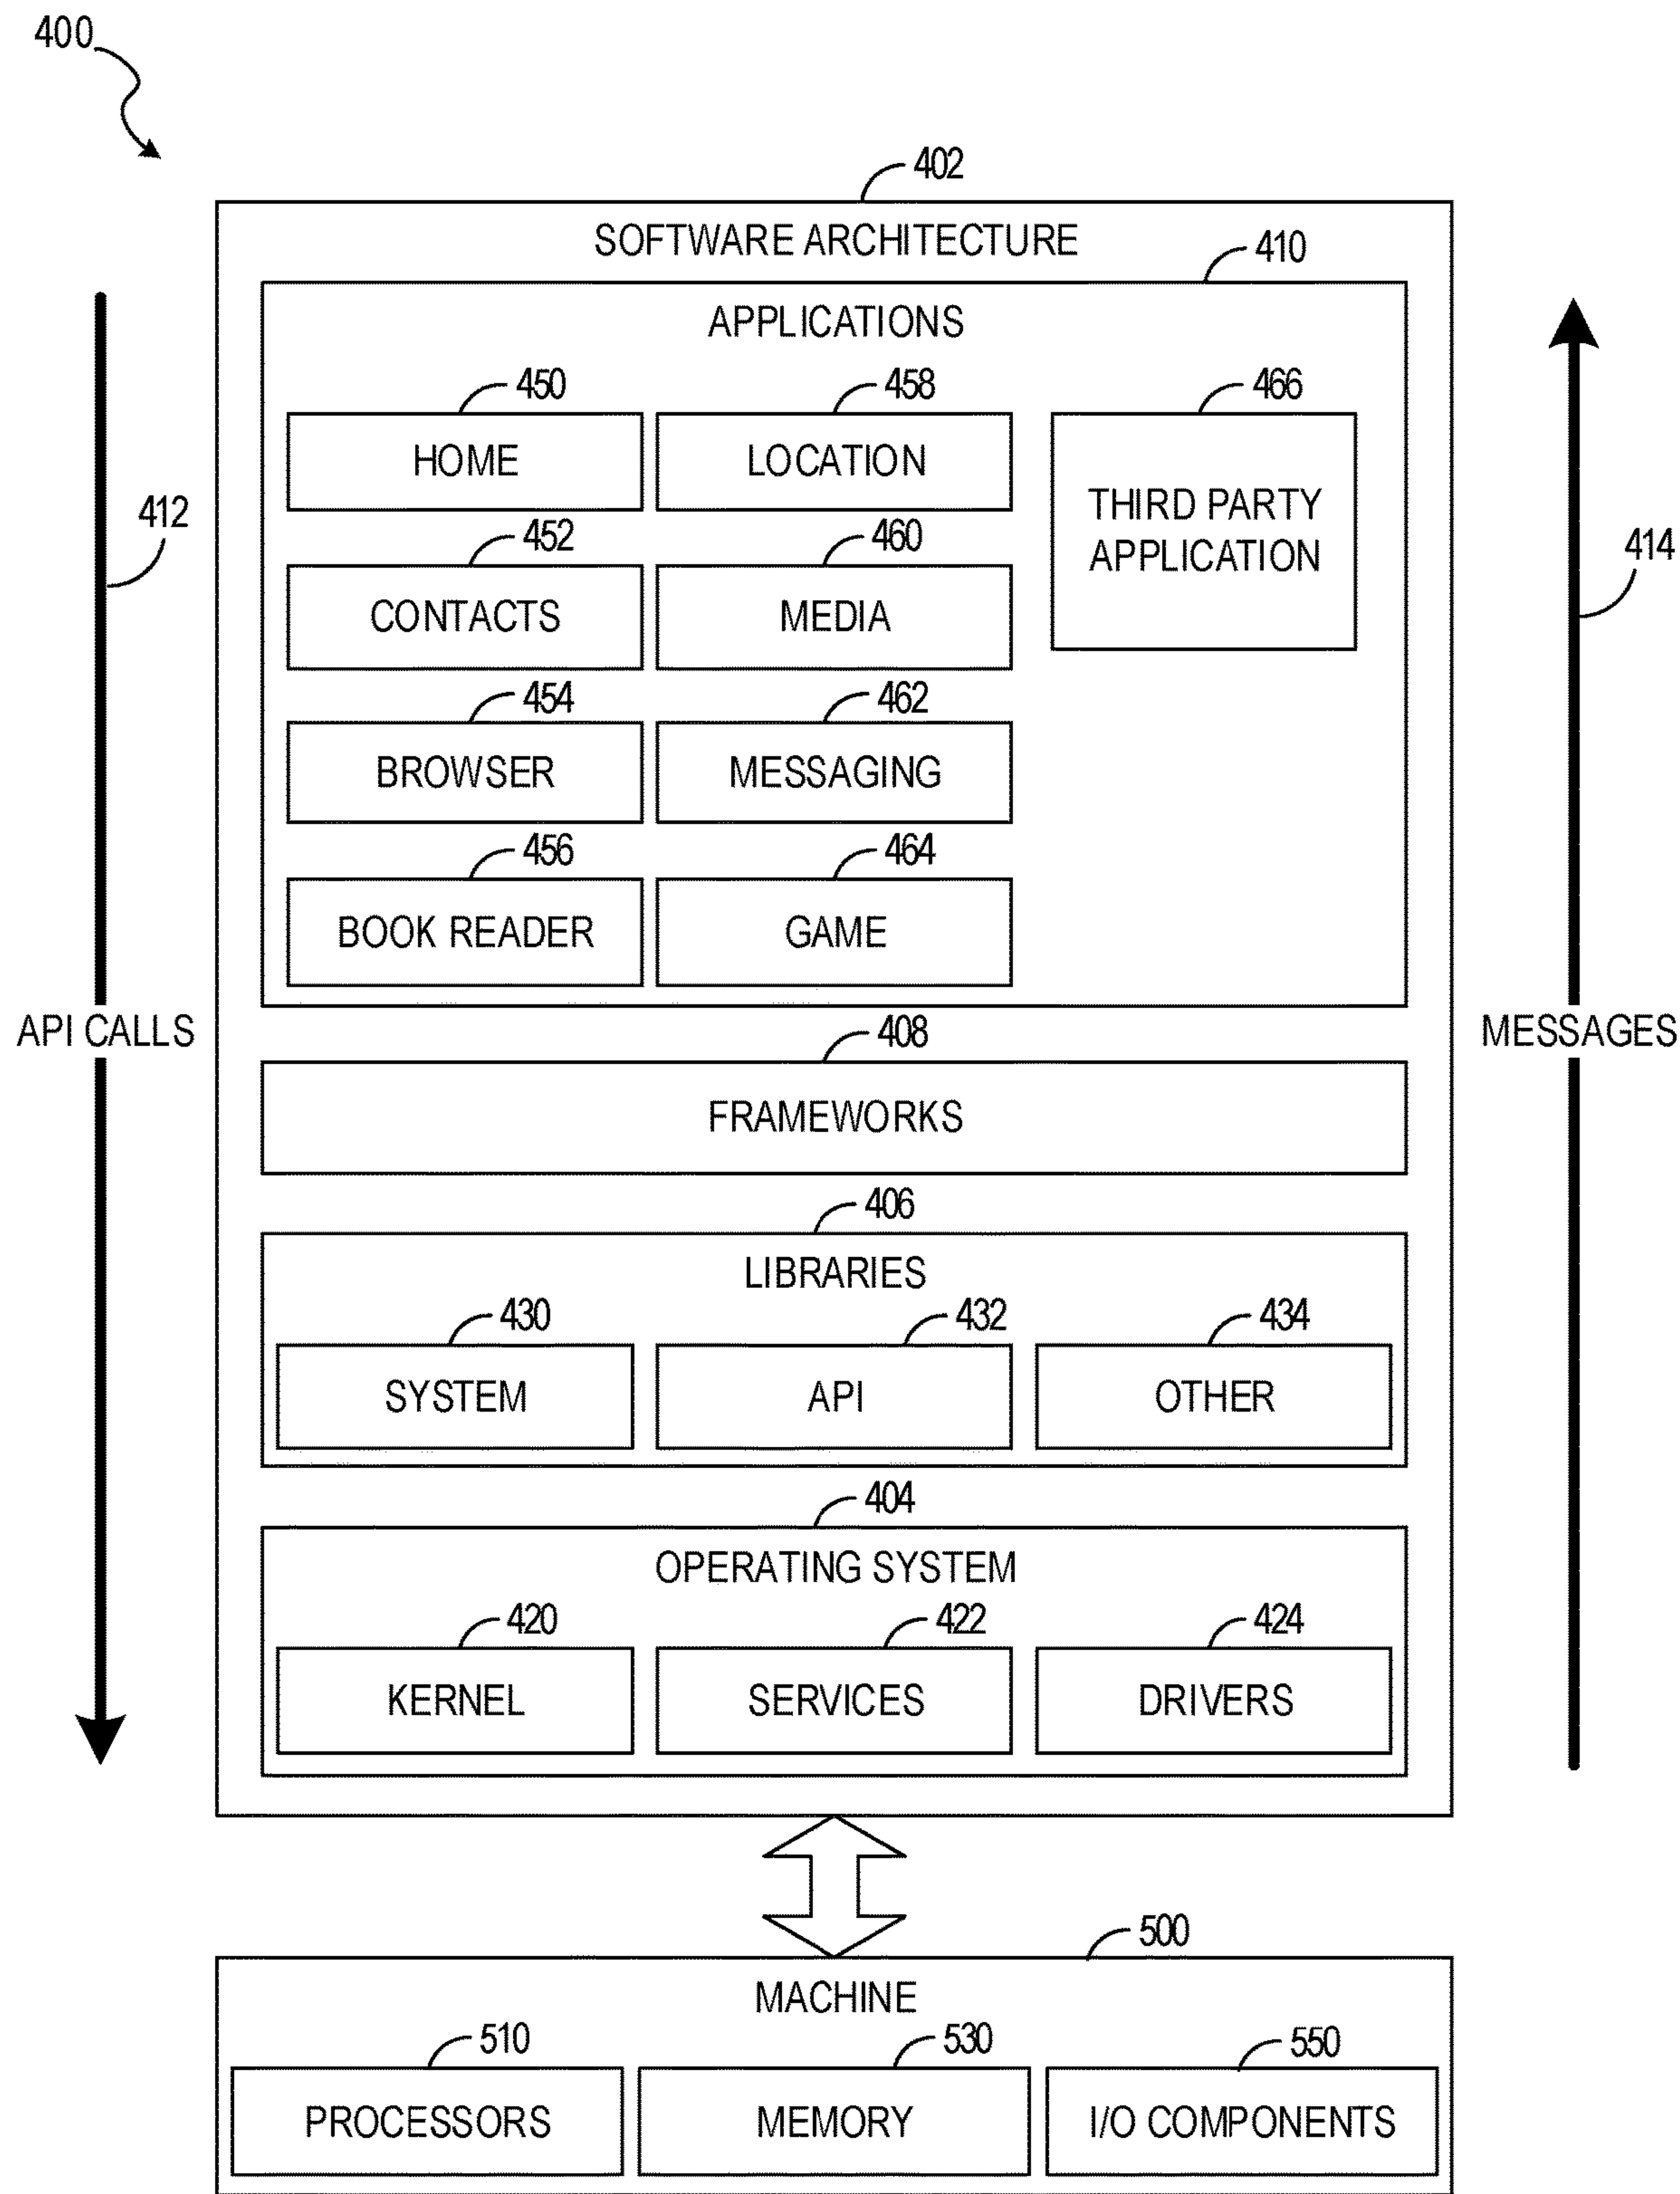 400
402
SOFTWARE ARCHITECTURE
410
APPLICATIONS
450
458
466
HOME
LOCATION
THIRD PARTY
APPLICATION
412
414
452
460
CONTACTS
MEDIA
454
462
BROWSER
MESSAGING
456
464
BOOK READER
GAME
API CALLS
MESSAGES
408
FRAMEWORKS
406
LIBRARIES
430
432
434
SYSTEM
API
OTHER
404
OPERATING SYSTEM
420
422
424
KERNEL
SERVICES
DRIVERS
500
MACHINE
510
530
550
PROCESSORS
MEMORY
I/O COMPONENTS